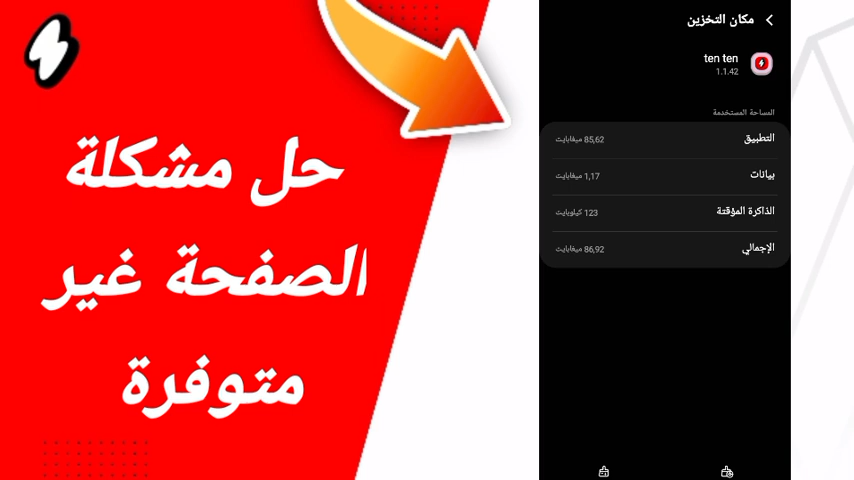 حل مشكلة
الصفحة غير
متوفرة
مكان التخزين
ten ten
1.1.42
المساحة المستخدمة
التطبيق 85,62 ميغابايت
بيانات 1,17 ميغابايت
الذاكرة المؤقتة 123 كيلوبايت
الإجمالي 86,92 ميغابايت